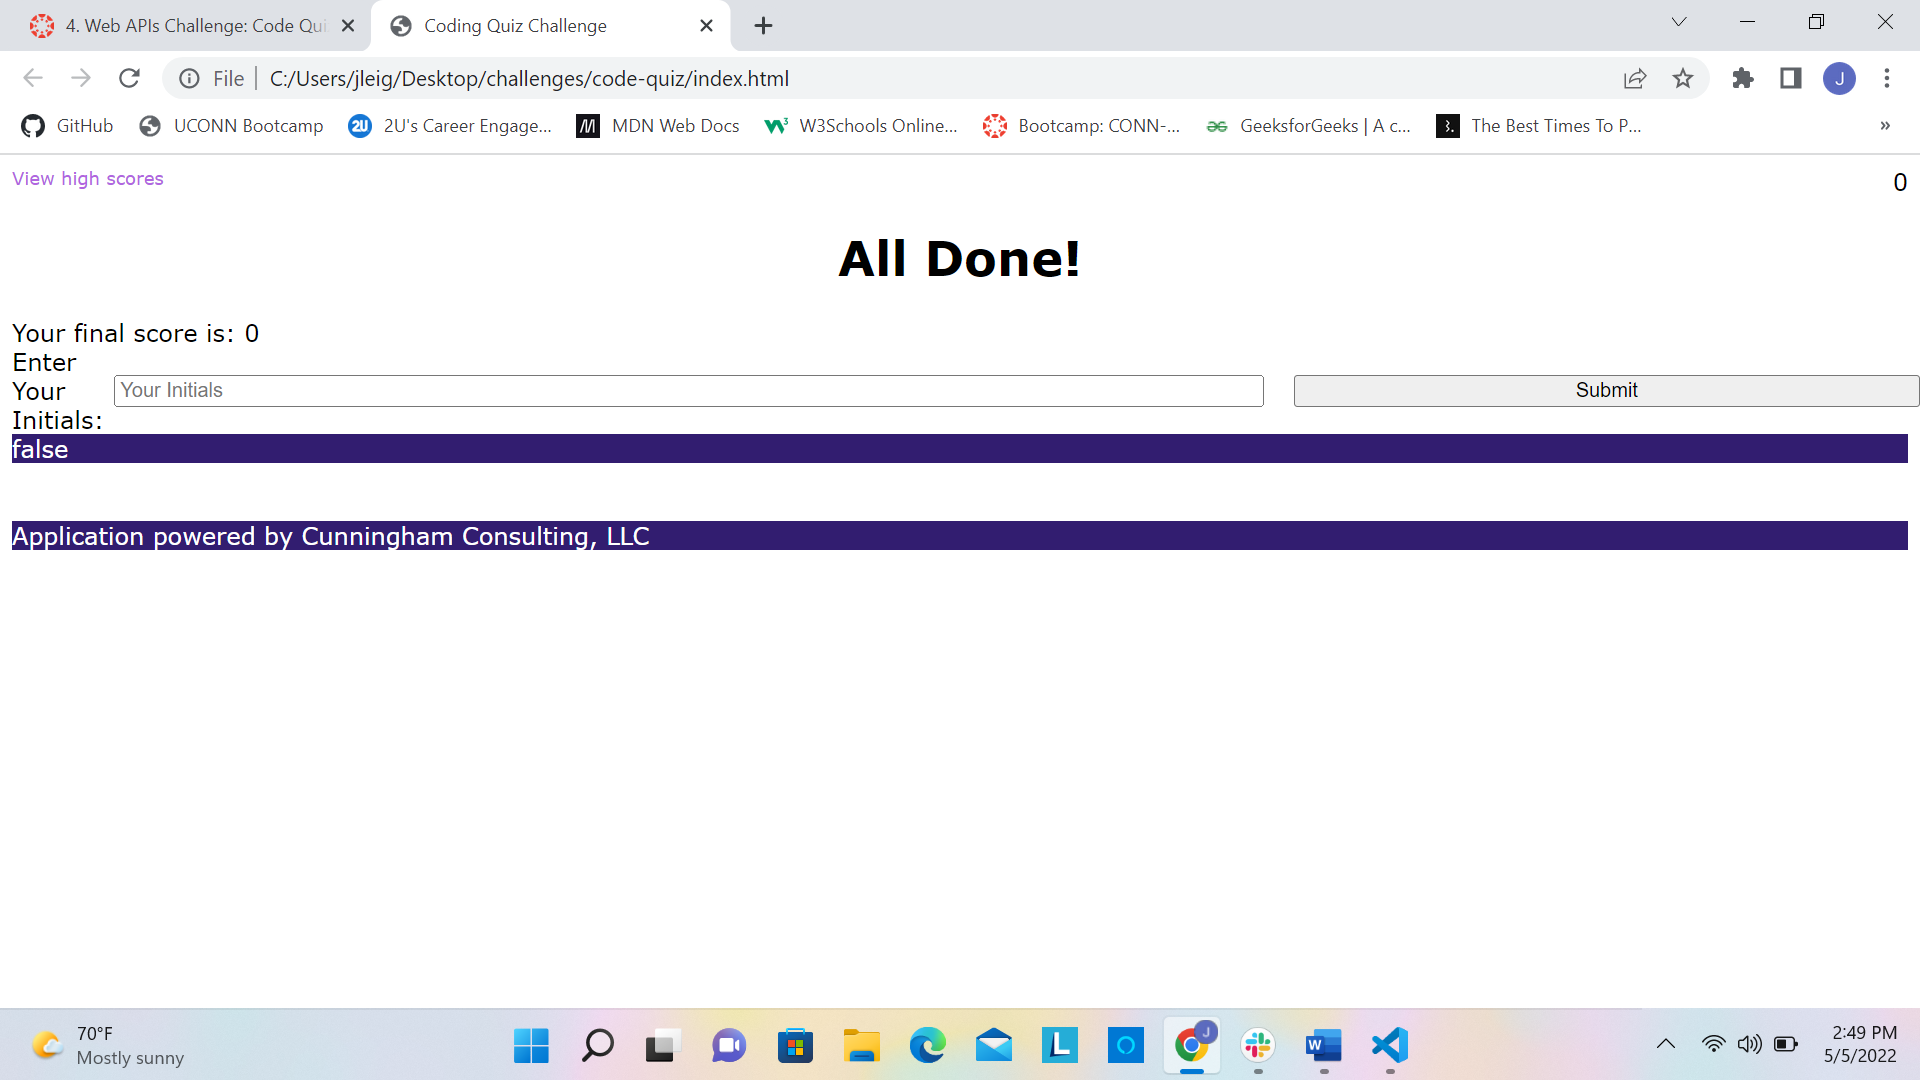 4. Web APIs Challenge: Code Qui
Coding Quiz Challenge
File
C:/Users/jleig/Desktop/challenges/code-quiz/index.html
J
GitHub
UCONN Bootcamp
2U
2U's Career Engage...
MDN Web Docs
W3Schools Online...
Bootcamp: CONN-...
GeeksforGeeks | A c...
The Best Times To P...
»
View high scores
0
All Done!
Your final score is: 0
Enter
Your
Initials:
Your Initials
Submit
false
Application powered by Cunningham Consulting, LLC
70°F
Mostly sunny
L
J
W
2:49 PM
5/5/2022